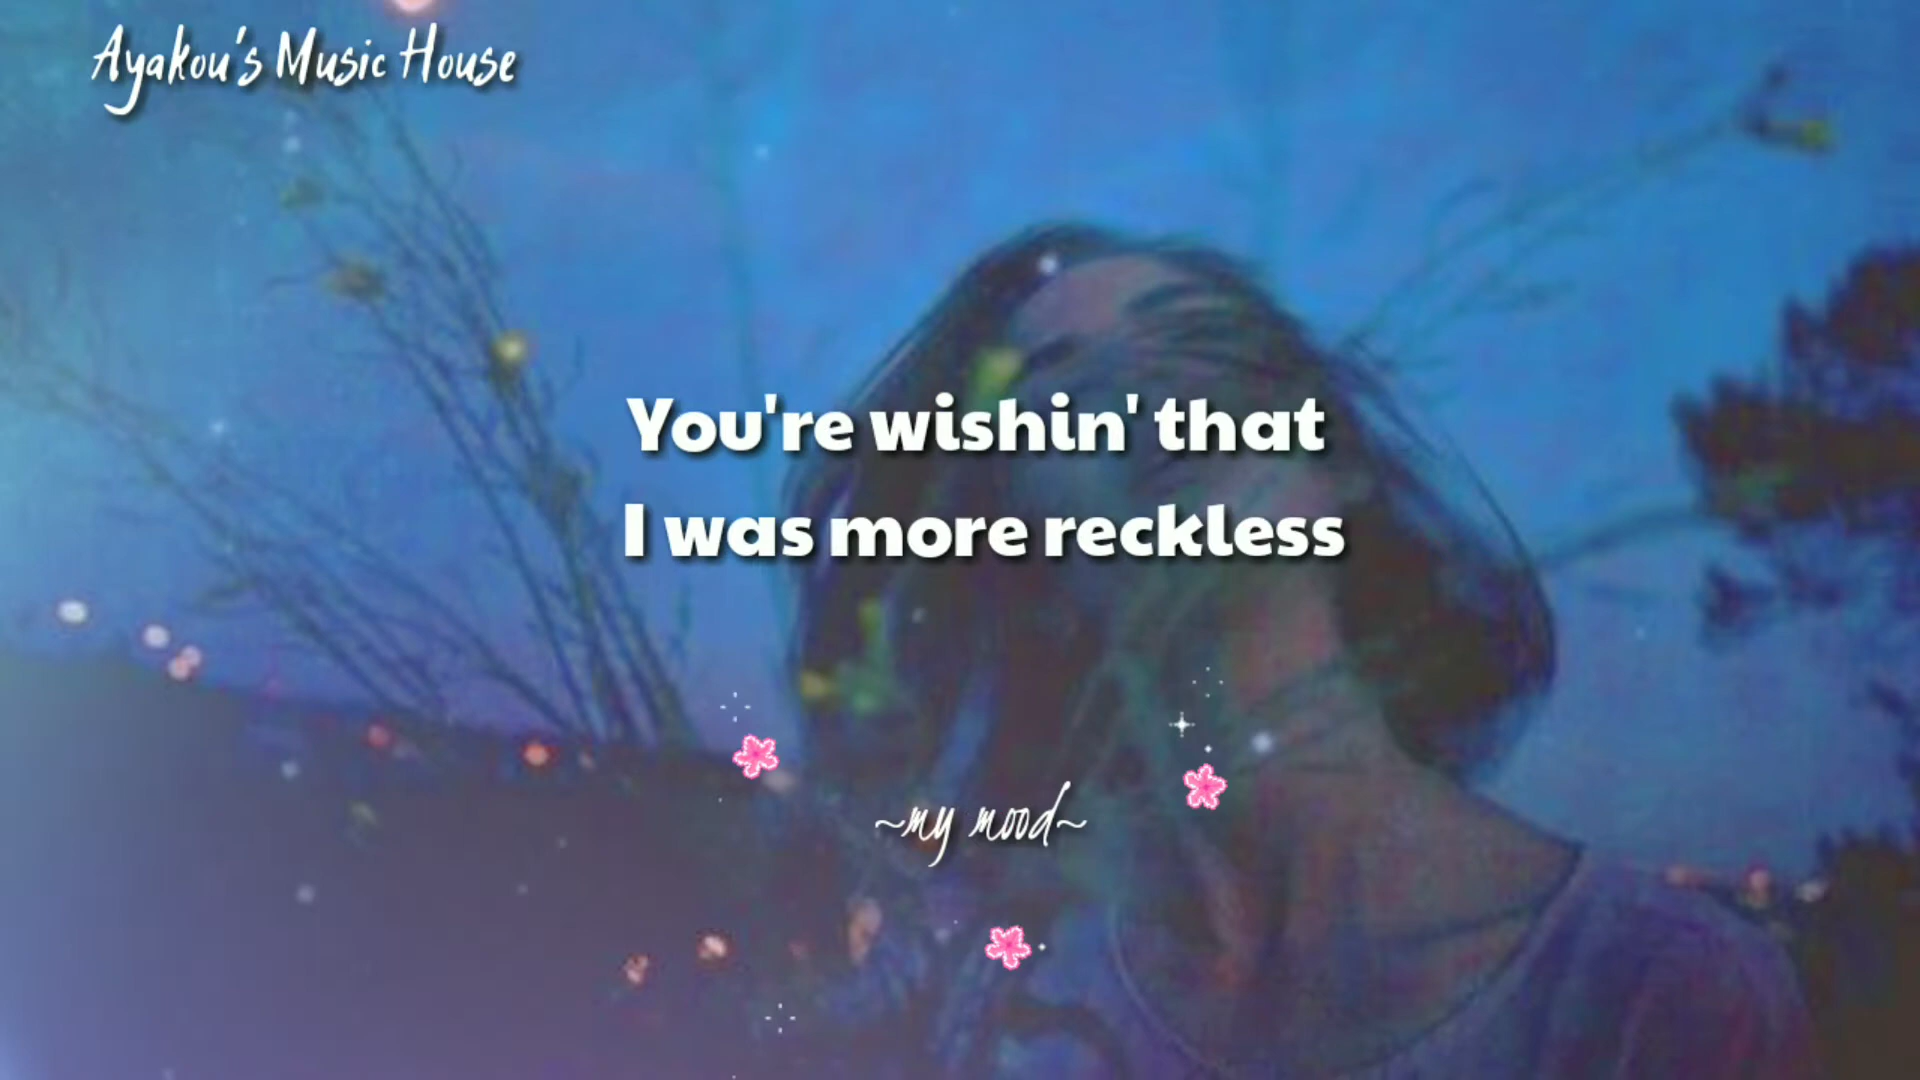 Ayakou's Music House
You're wishin' that
I was more reckless
~my mood~